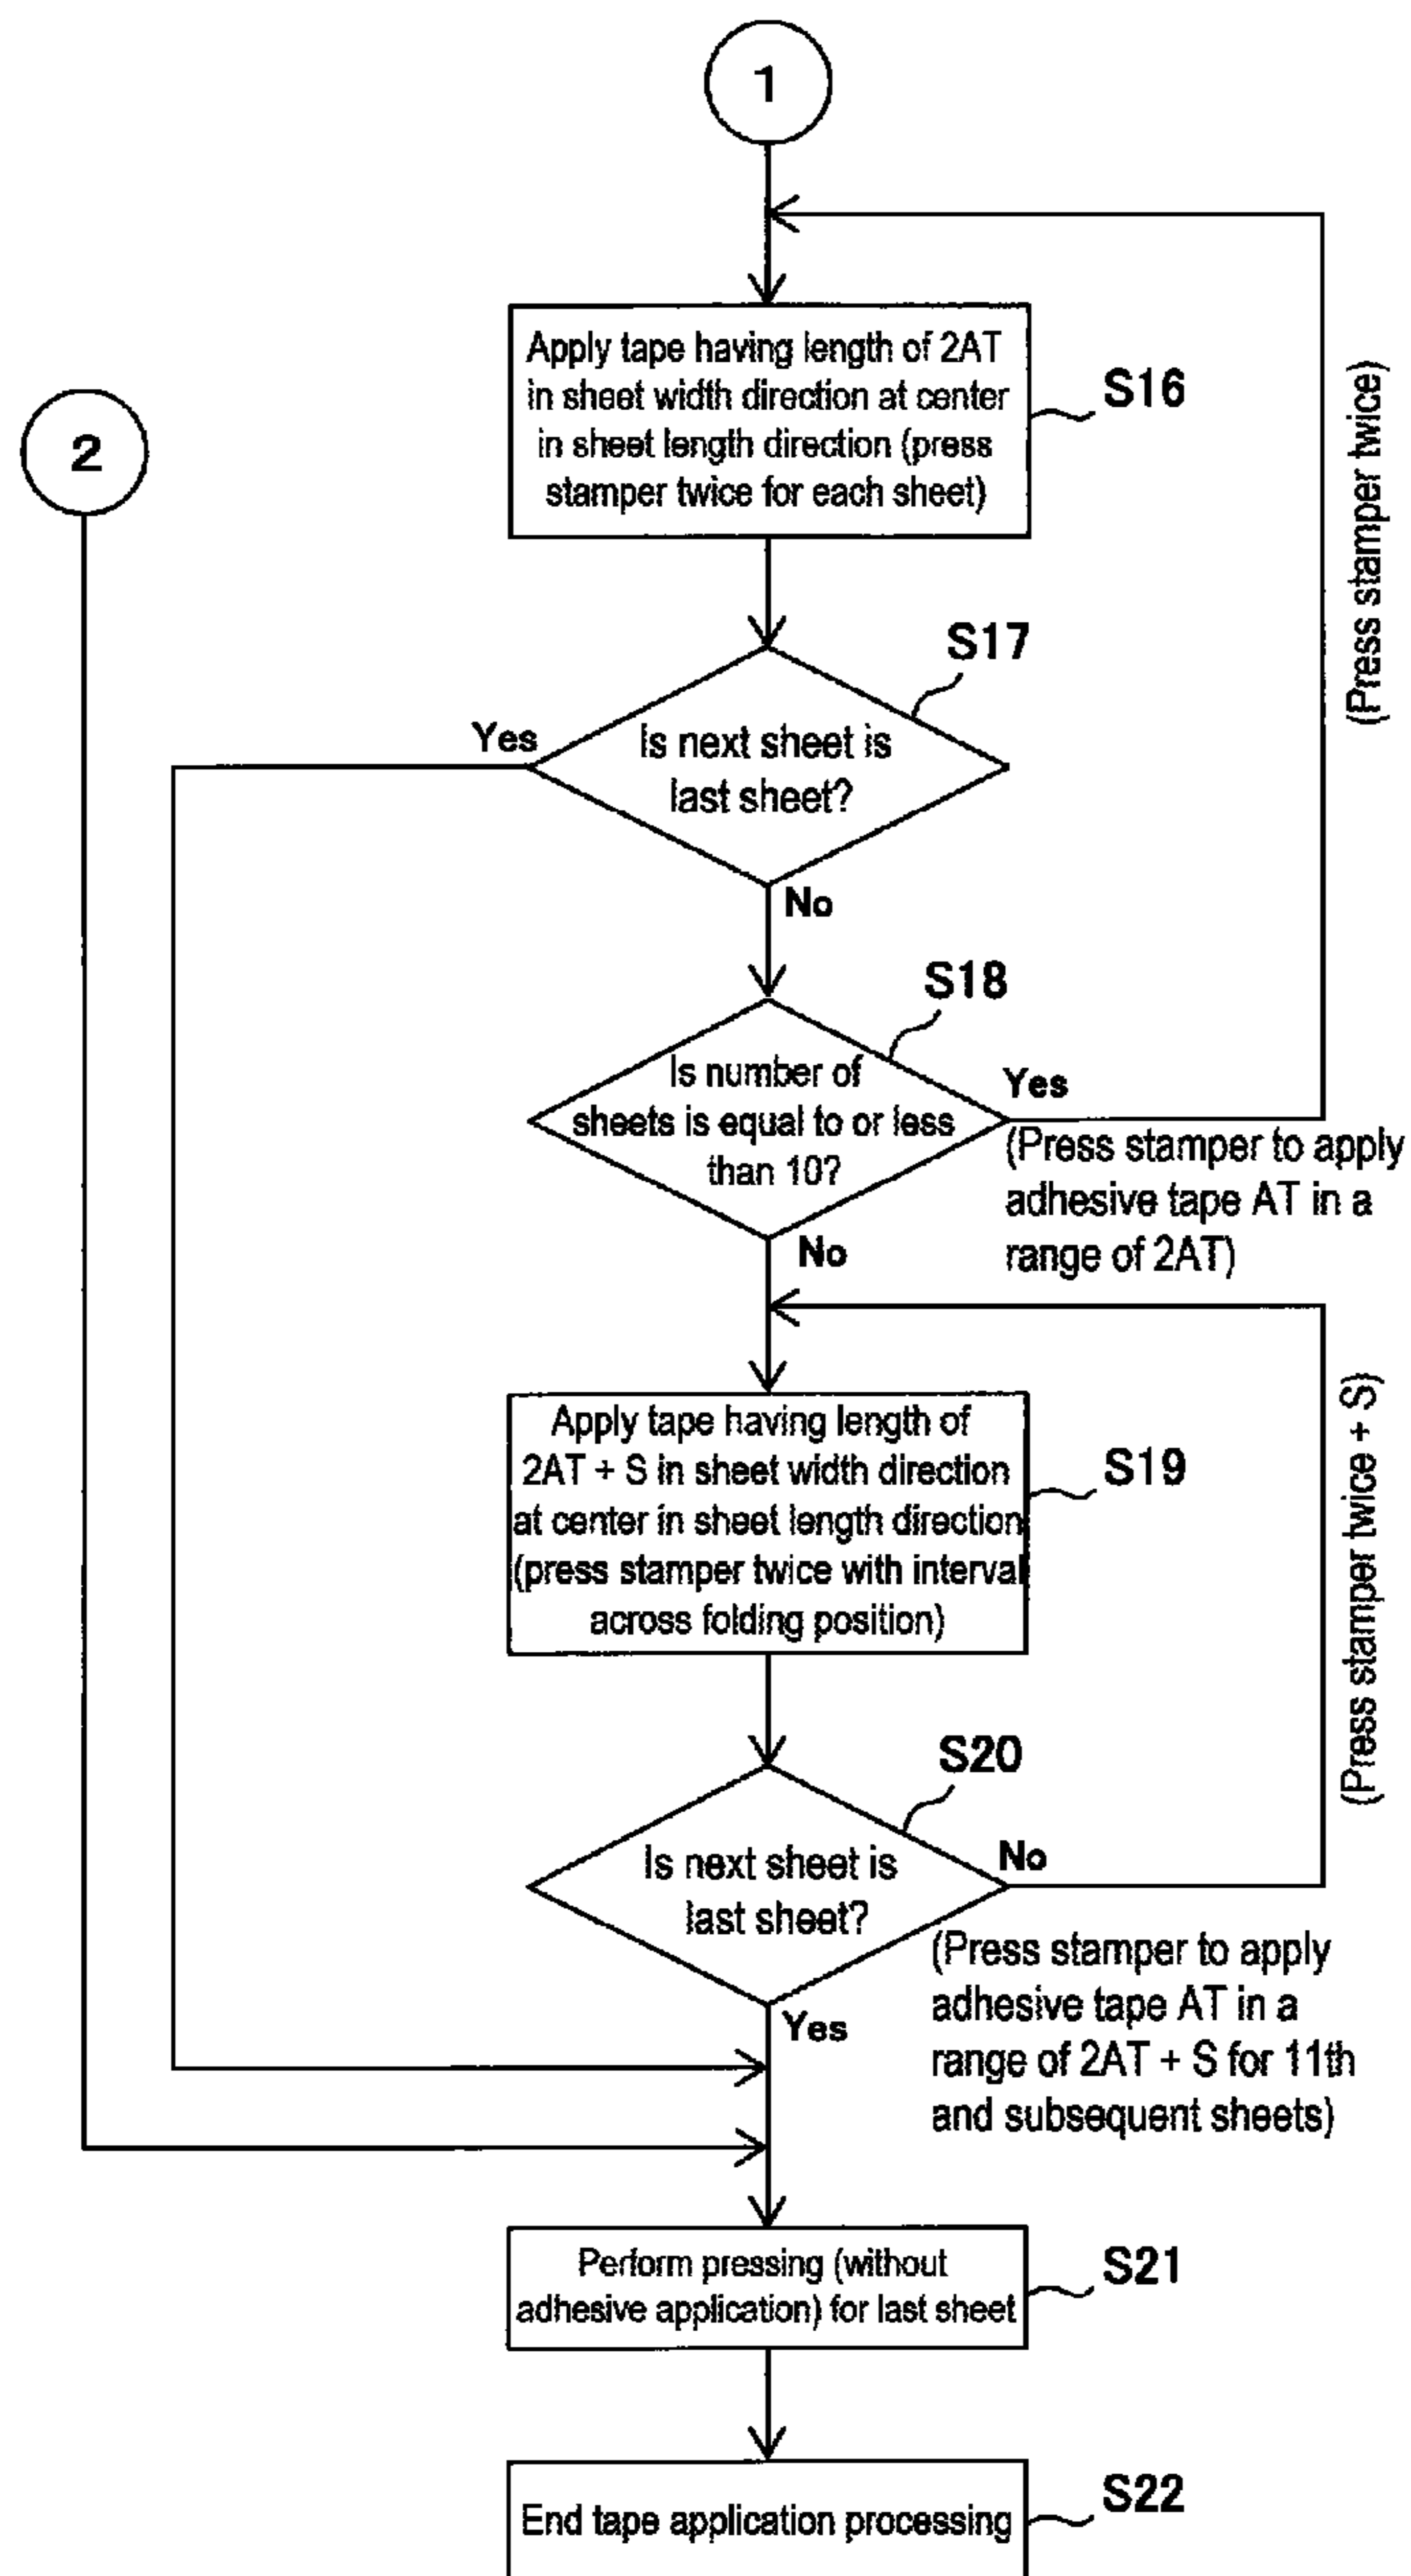 1
Apply tape having length of 2AT
in sheet width direction at center
in sheet length direction (press
stamper twice for each sheet)
S16
(Press stamper twice)
2
S17
Yes
Is next sheet is
last sheet?
No
S18
Is number of
sheets is equal to or less
than 10?
Yes
(Press stamper to apply
adhesive tape AT in a
range of 2AT)
No
Apply tape having length of
2AT + S in sheet width direction
at center in sheet length direction
(press stamper twice with interval
across folding position)
S19
(Press stamper twice + S)
S20
Is next sheet is
last sheet?
No
(Press stamper to apply
adhesive tape AT in a
range of 2AT + S for 11th
and subsequent sheets)
Yes
Perform pressing (without
adhesive application) for last sheet
S21
End tape application processing
S22